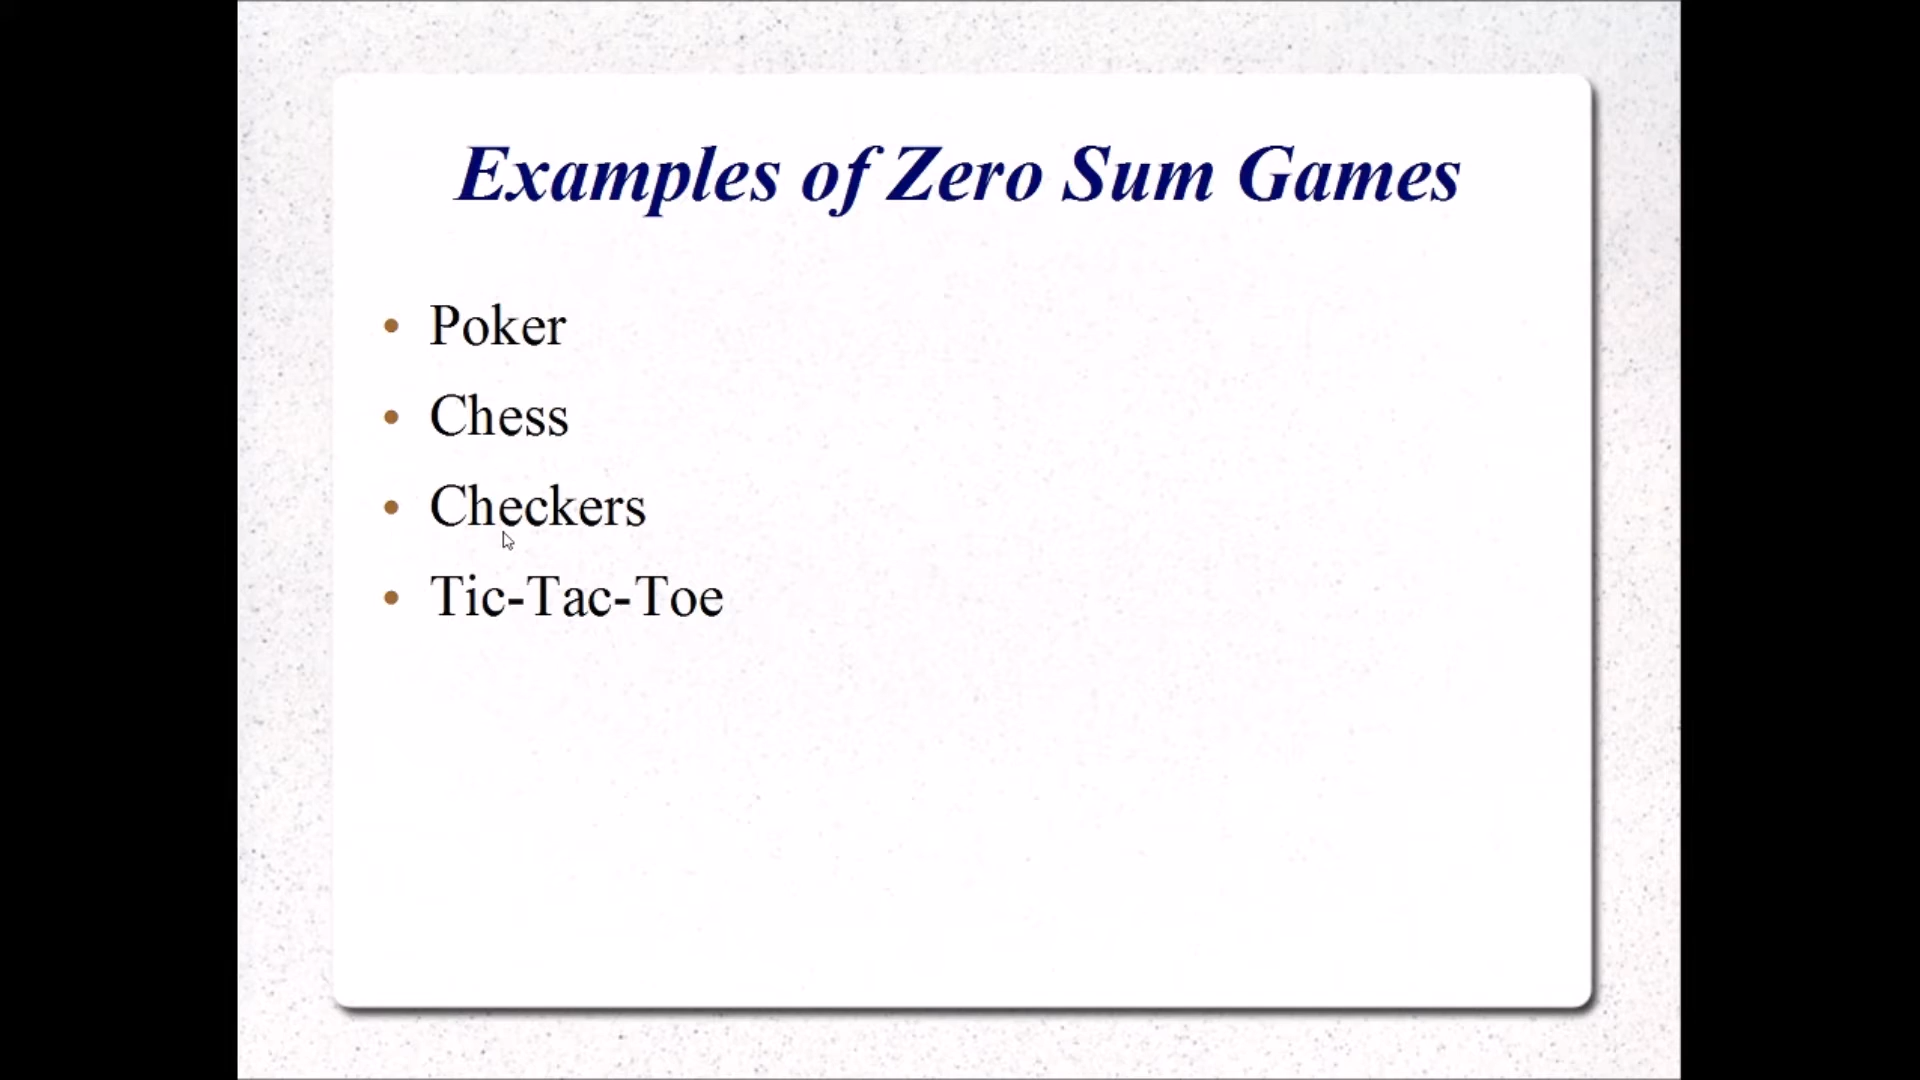 Examples of Zero Sum Games
• Poker
• Chess
• Checkers
• Tic-Tac-Toe